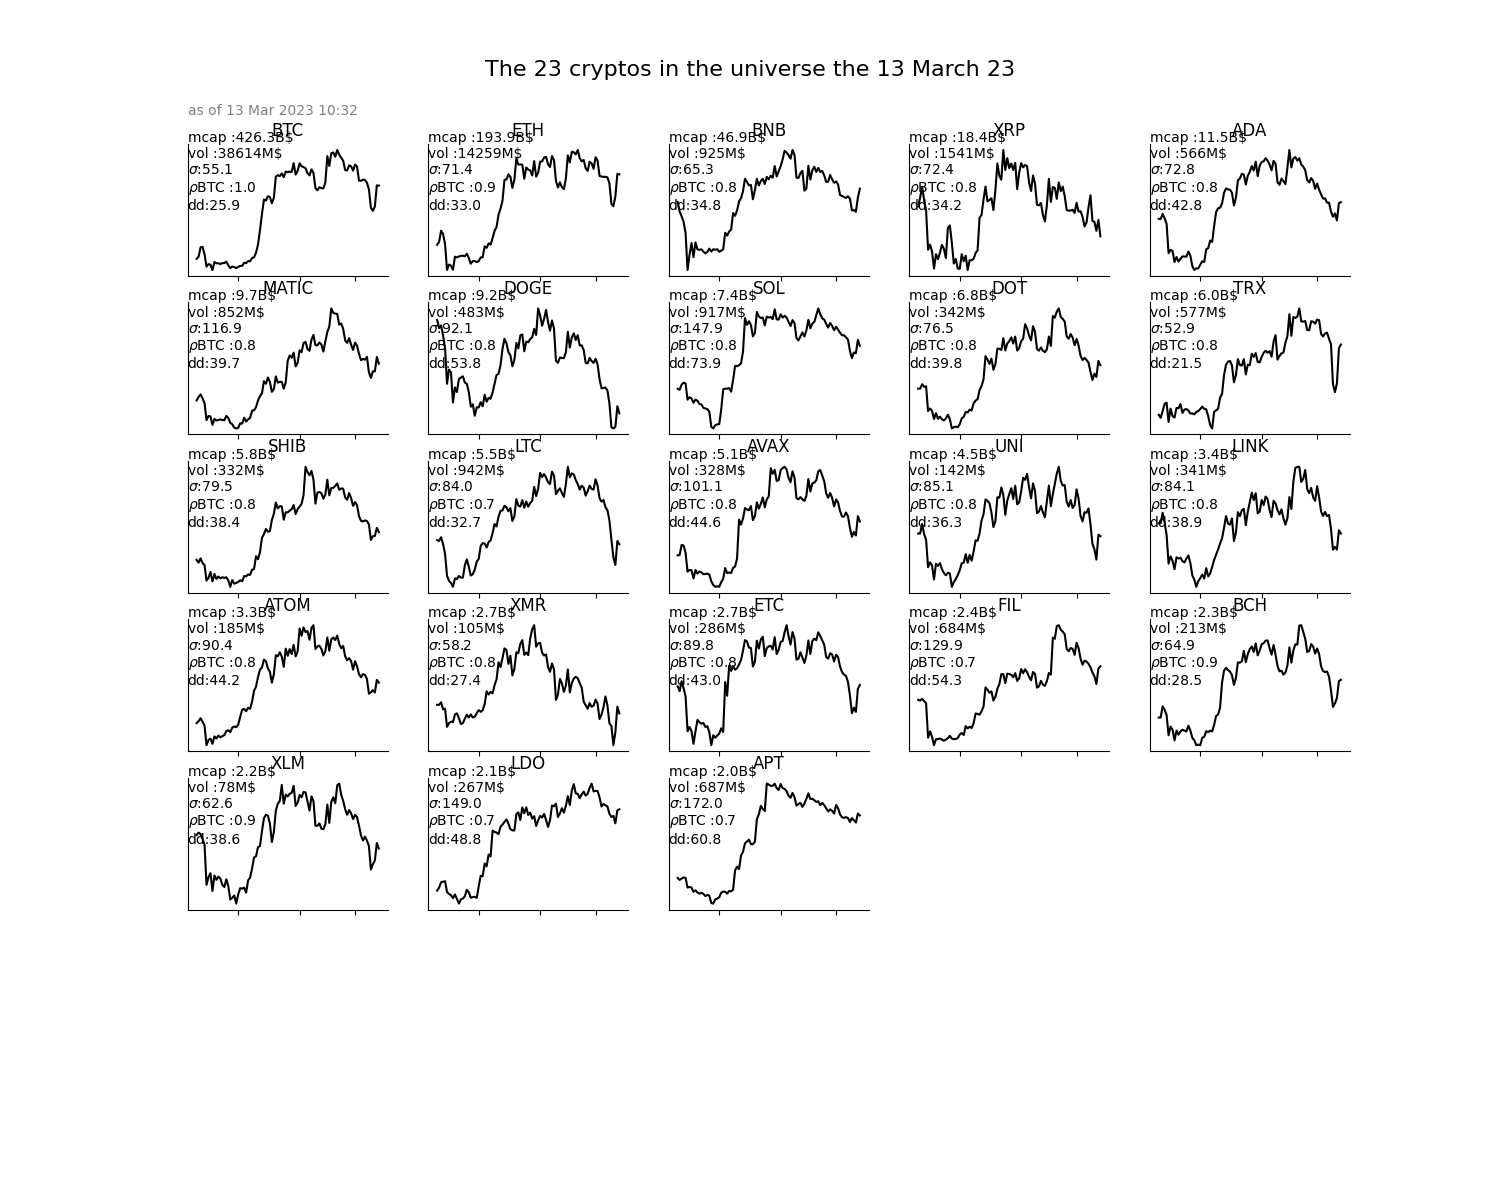 The 23 cryptos in the universe the 13 March 23
as of 13 Mar 2023 10:32
BTC
mcap :426.3B$
vol :38614M$
σ:55.1
ρBTC :1.0
dd:25.9
ETH
mcap :193.9B$
vol :14259M$
σ:71.4
ρBTC :0.9
dd:33.0
BNB
mcap :46.9B$
vol :925M$
σ:65.3
ρBTC :0.8
dd:34.8
XRP
mcap :18.4B$
vol :1541M$
σ:72.4
ρBTC :0.8
dd:34.2
ADA
mcap :11.5B$
vol :566M$
σ:72.8
ρBTC :0.8
dd:42.8
MATIC
mcap :9.7B$
vol :852M$
σ:116.9
ρBTC :0.8
dd:39.7
DOGE
mcap :9.2B$
vol :483M$
σ:92.1
ρBTC :0.8
dd:53.8
SOL
mcap :7.4B$
vol :917M$
σ:147.9
ρBTC :0.8
dd:73.9
DOT
mcap :6.8B$
vol :342M$
σ:76.5
ρBTC :0.8
dd:39.8
TRX
mcap :6.0B$
vol :577M$
σ:52.9
ρBTC :0.8
dd:21.5
SHIB
mcap :5.8B$
vol :332M$
σ:79.5
ρBTC :0.8
dd:38.4
LTC
mcap :5.5B$
vol :942M$
σ:84.0
ρBTC :0.7
dd:32.7
AVAX
mcap :5.1B$
vol :328M$
σ:101.1
ρBTC :0.8
dd:44.6
UNI
mcap :4.5B$
vol :142M$
σ:85.1
ρBTC :0.8
dd:36.3
LINK
mcap :3.4B$
vol :341M$
σ:84.1
ρBTC :0.8
dd:38.9
ATOM
mcap :3.3B$
vol :185M$
σ:90.4
ρBTC :0.8
dd:44.2
XMR
mcap :2.7B$
vol :105M$
σ:58.2
ρBTC :0.8
dd:27.4
ETC
mcap :2.7B$
vol :286M$
σ:89.8
ρBTC :0.8
dd:43.0
FIL
mcap :2.4B$
vol :684M$
σ:129.9
ρBTC :0.7
dd:54.3
BCH
mcap :2.3B$
vol :213M$
σ:64.9
ρBTC :0.9
dd:28.5
XLM
mcap :2.2B$
vol :78M$
σ:62.6
ρBTC :0.9
dd:38.6
LDO
mcap :2.1B$
vol :267M$
σ:149.0
ρBTC :0.7
dd:48.8
APT
mcap :2.0B$
vol :687M$
σ:172.0
ρBTC :0.7
dd:60.8